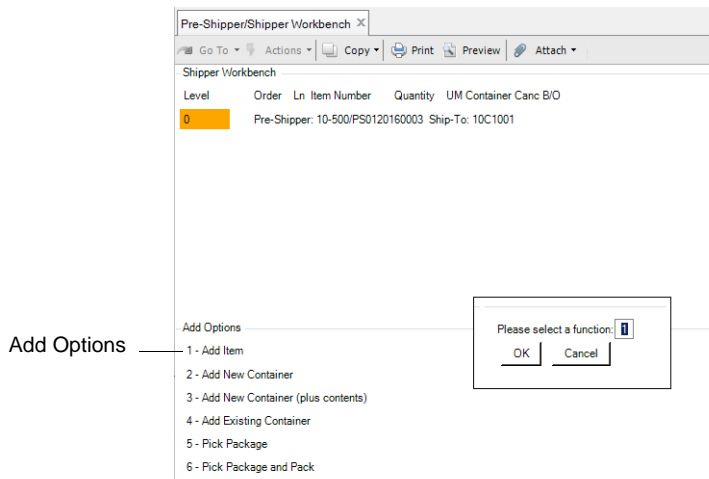 Pre-Shipper/Shipper Workbench X
Go To Actions Copy Print Preview Attach
Shipper Workbench
Level Order Ln Item Number Quantity UM Container Canc B/O
0 Pre-Shipper: 10-500/PS0120160003 Ship-To: 10C1001
Add Options
Please select a function: 1
OK Cancel
Add Options
1 - Add Item
2 - Add New Container
3 - Add New Container (plus contents)
4 - Add Existing Container
5 - Pick Package
6 - Pick Package and Pack